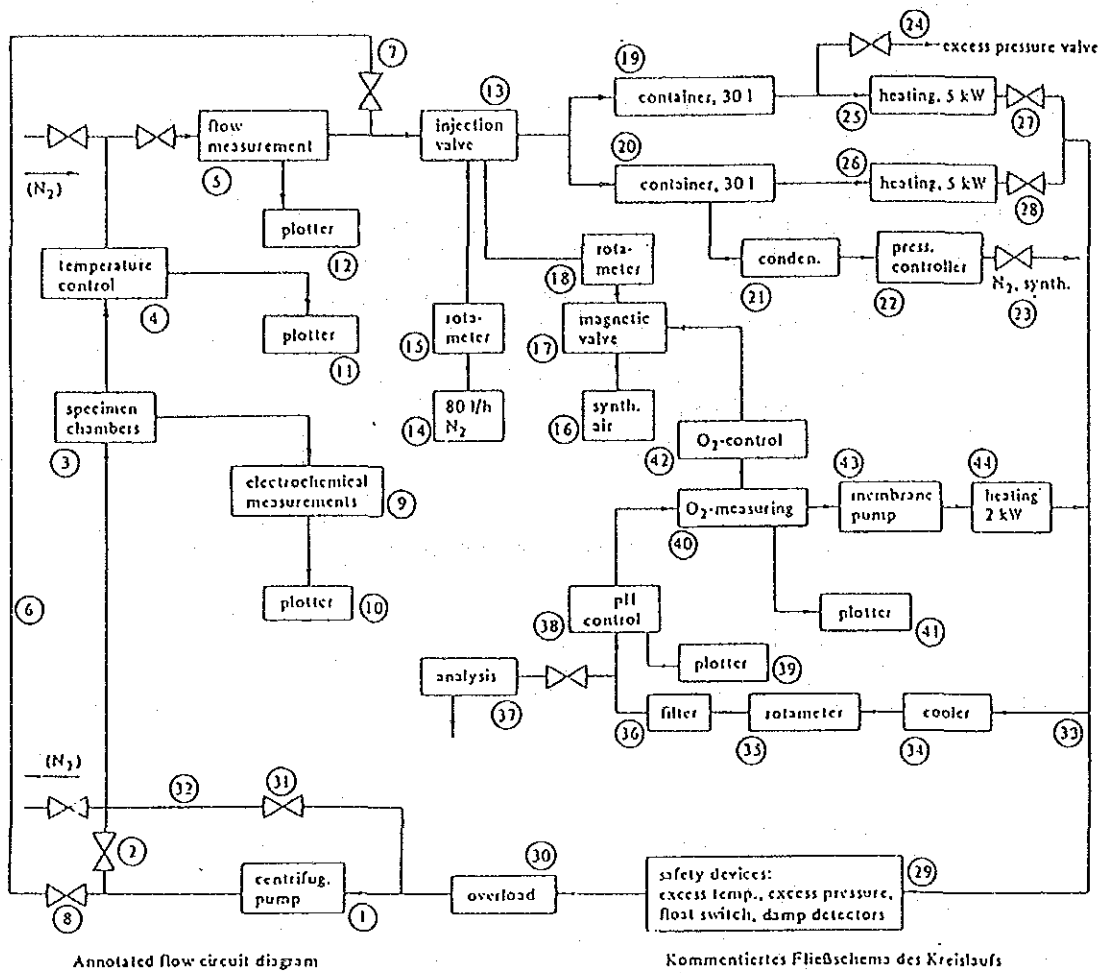 24
excess pressure valve
7
19
13
container, 30 l
heating, 5 kW
25
27
flow
measurement
injection
valve
20
26
(N2)
5
container, 30 l
heating, 5 kW
28
plotter
12
rota-
meter
18
conden.
21
press.
controller
22
N2, synth.
23
temperature
control
4
plotter
11
rota-
meter
15
magnetic
valve
17
specimen
chambers
3
80 l/h
N2
14
synth.
air
16
O2-control
42
43
44
electrochemical
measurements
9
O2-measuring
40
membrane
pump
heating
2 kW
plotter
10
6
pH
control
38
plotter
41
plotter
39
analysis
37
filter
36
rotameter
35
cooler
34
33
(N2)
32
31
2
30
centrifug.
pump
1
8
overload
safety devices:
excess temp., excess pressure,
float switch, damp detectors
29
Annotated flow circuit diagram
Kommentiertes Fließschema des Kreislaufs